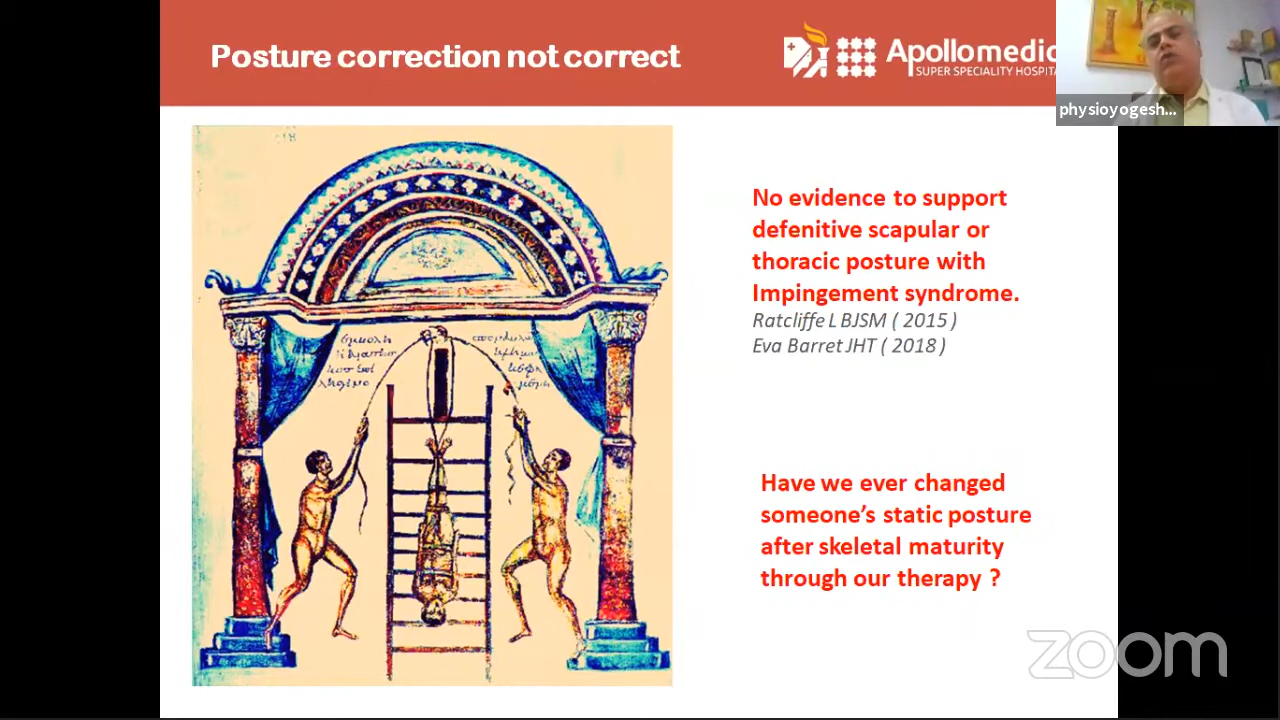 Posture correction not correct
Apollomedic
SUPER SPECIALITY HOSPITA
physioyogesh...
No evidence to support
defenitive scapular or
thoracic posture with
Impingement syndrome.
Ratcliffe L BJSM ( 2015 )
Eva Barret JHT ( 2018 )
Have we ever changed
someone’s static posture
after skeletal maturity
through our therapy ?
zoom